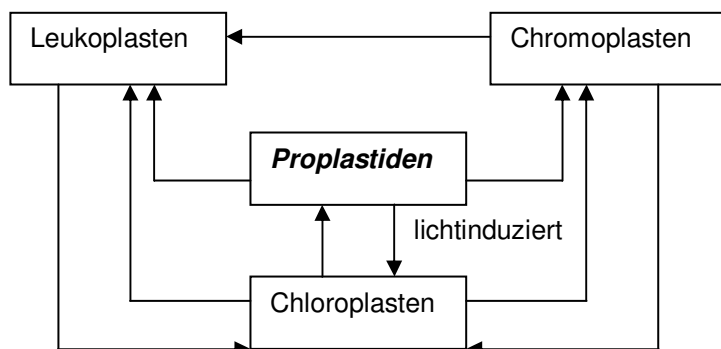 Leukoplasten
Chromoplasten
Proplastiden
lichtinduziert
Chloroplasten